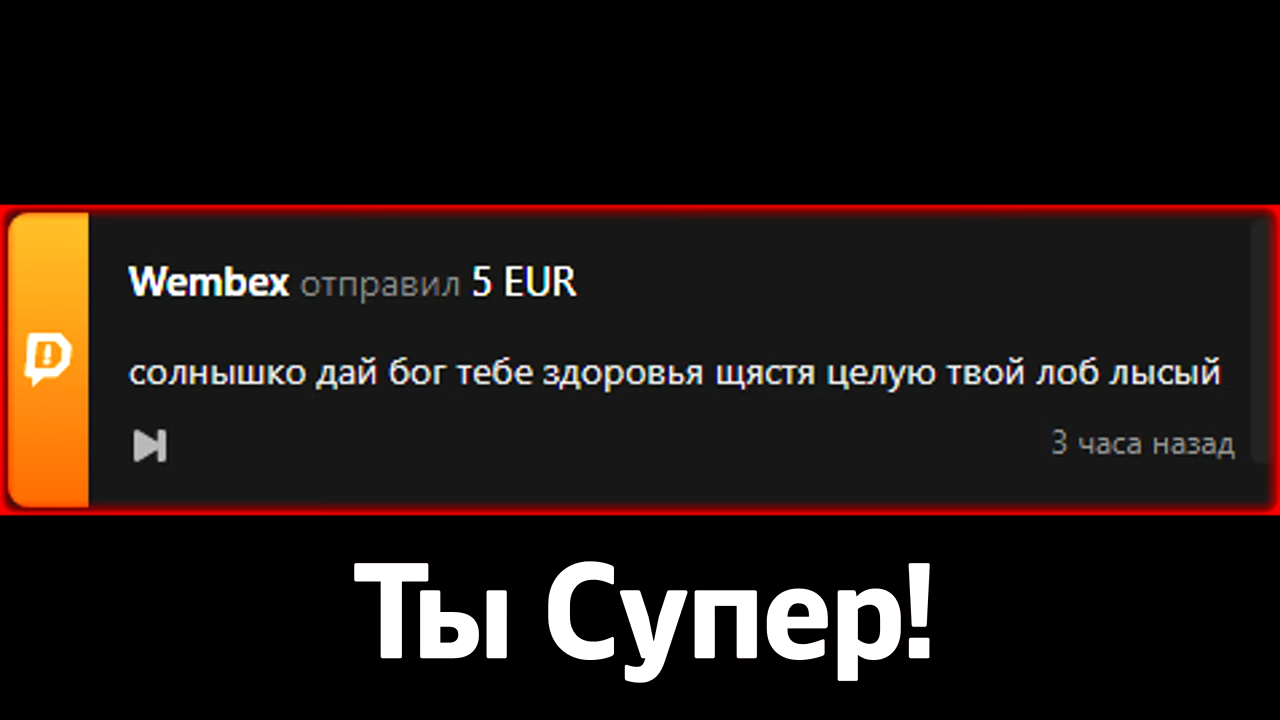 Wembex отправил 5 EUR
солнышко дай бог тебе здоровья щястя целую твой лоб лысый
3 часа назад
Ты Супер!